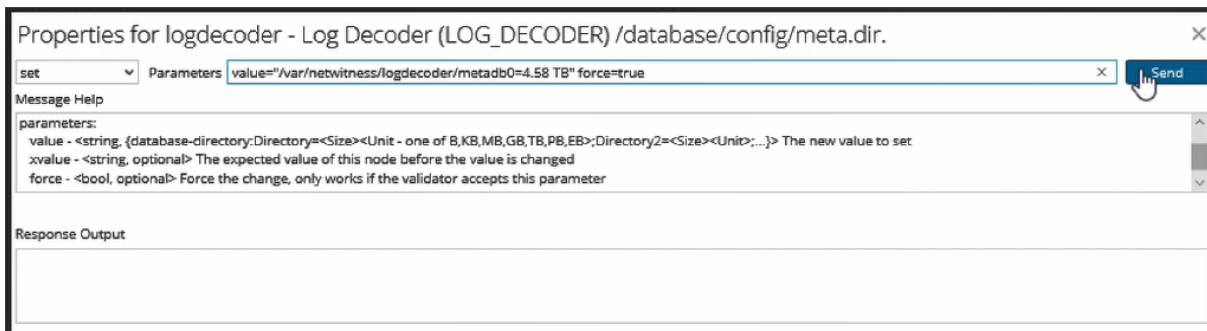 Properties for logdecoder - Log Decoder (LOG_DECODER) /database/config/meta.dir.
set Parameters value="/var/netwitness/logdecoder/metadb0=4.58 TB" force=true Send
Message Help
parameters:
value - <string, {database-directory:Directory=<Size><Unit - one of B,KB,MB,GB,TB,PB,EB>;Directory2=<Size><Unit>;...}> The new value to set
xvalue - <string, optional> The expected value of this node before the value is changed
force - <bool, optional> Force the change, only works if the validator accepts this parameter
Response Output